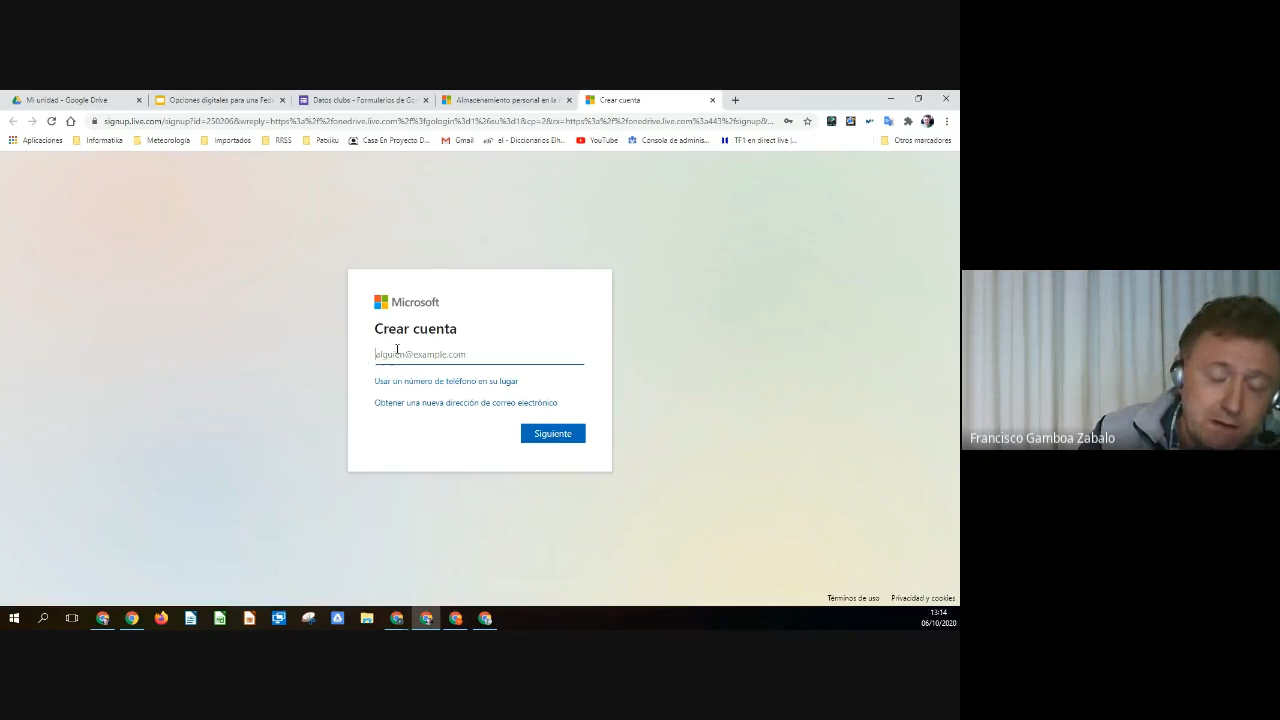 Mi unidad - Google Drive
Opciones digitales para una Fede
Datos clubs - Formularios de Go
Almacenamiento personal en la
Crear cuenta
signup.live.com/signup?id=250206&wreply=https%3a%2f%2fonedrive.live.com%2f%3fgologin%3d1%26su%3d1&cp=2&rx=https%3a%2f%2fonedrive.live.com%3a443%2fsignup&...
Aplicaciones
Informatika
Meteorología
Importados
RRSS
Patxiku
Casa En Proyecto D...
Gmail
el - Diccionarios Elh...
YouTube
Consola de adminis...
TF1 en direct live |...
Otros marcadores
Microsoft
Crear cuenta
alguien@example.com
Usar un número de teléfono en su lugar
Obtener una nueva dirección de correo electrónico
Siguiente
Francisco Gamboa Zabalo
Términos de uso
Privacidad y cookies
13:14
06/10/2020